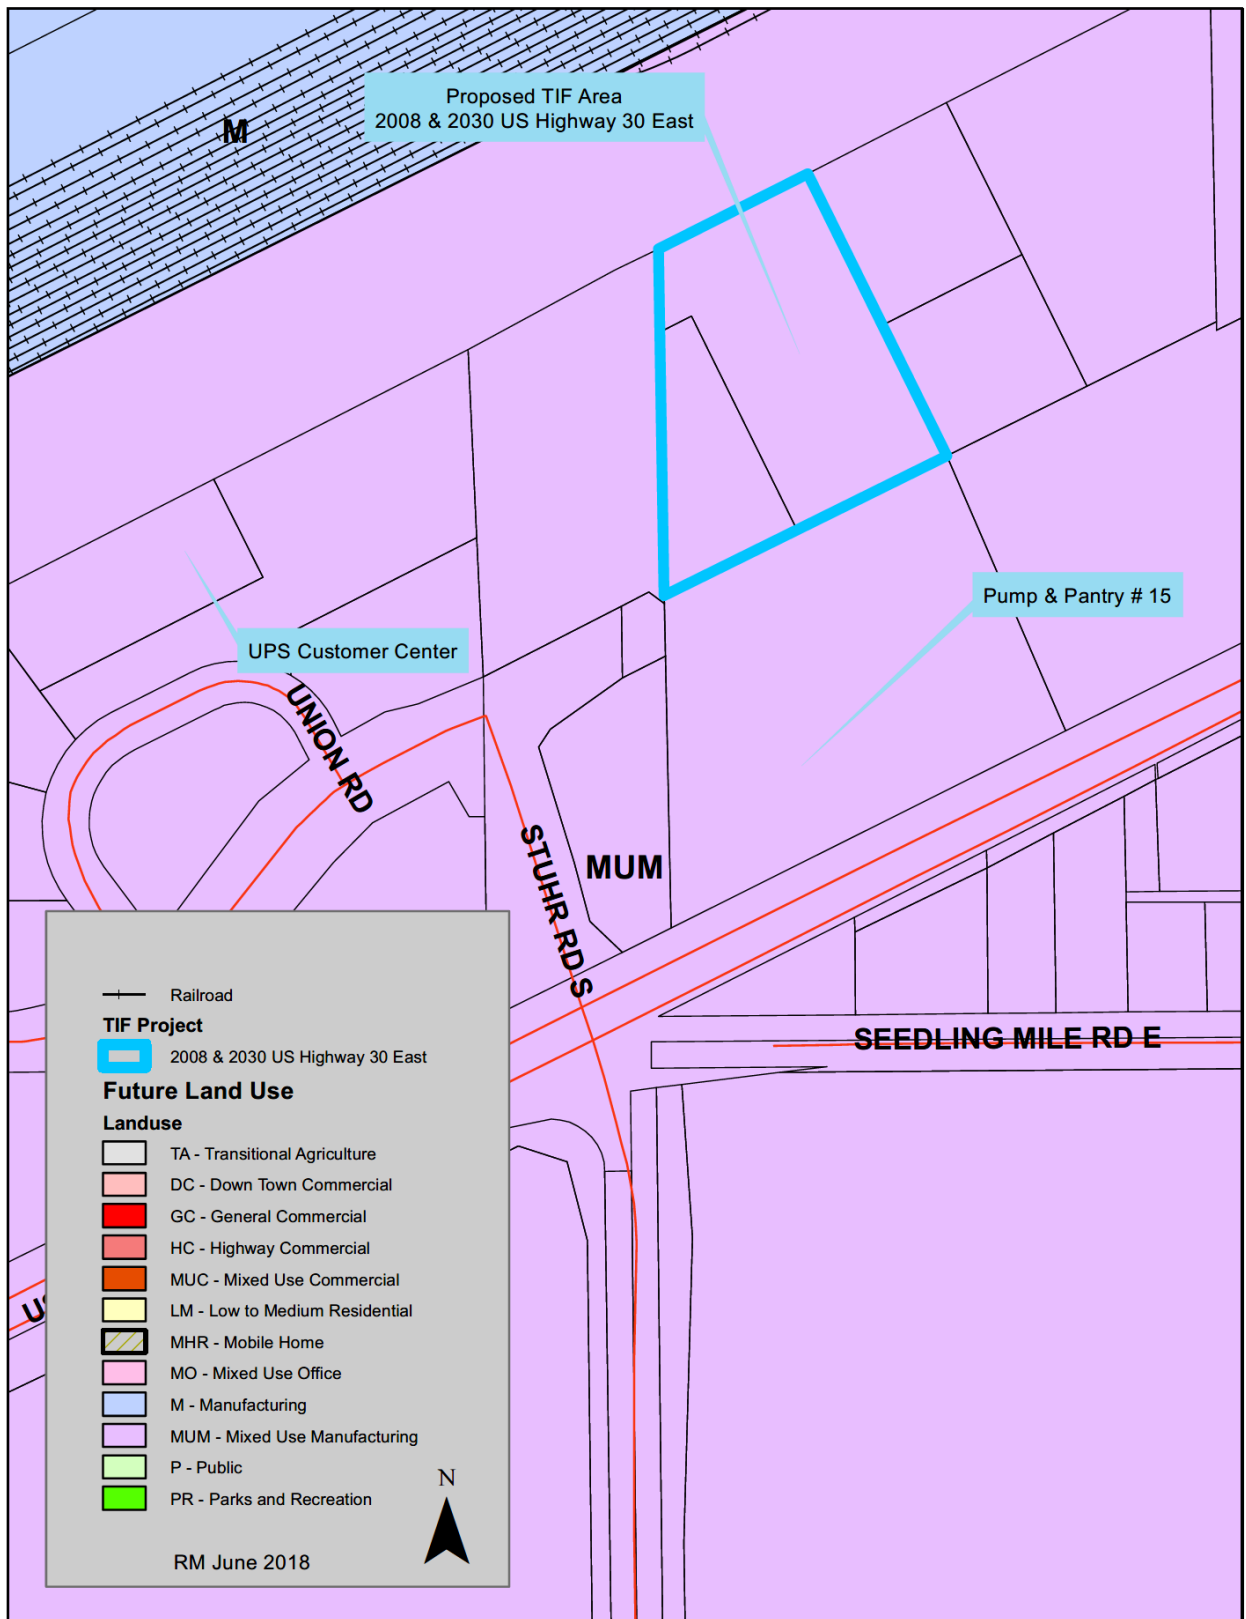 M
Proposed TIF Area
2008 & 2030 US Highway 30 East
Pump & Pantry # 15
UPS Customer Center
UNION RD
STUHR RD S
MUM
SEEDLING MILE RD E
US
Railroad
TIF Project
2008 & 2030 US Highway 30 East
Future Land Use
Landuse
TA - Transitional Agriculture
DC - Down Town Commercial
GC - General Commercial
HC - Highway Commercial
MUC - Mixed Use Commercial
LM - Low to Medium Residential
MHR - Mobile Home
MO - Mixed Use Office
M - Manufacturing
MUM - Mixed Use Manufacturing
P - Public
PR - Parks and Recreation
N
RM June 2018